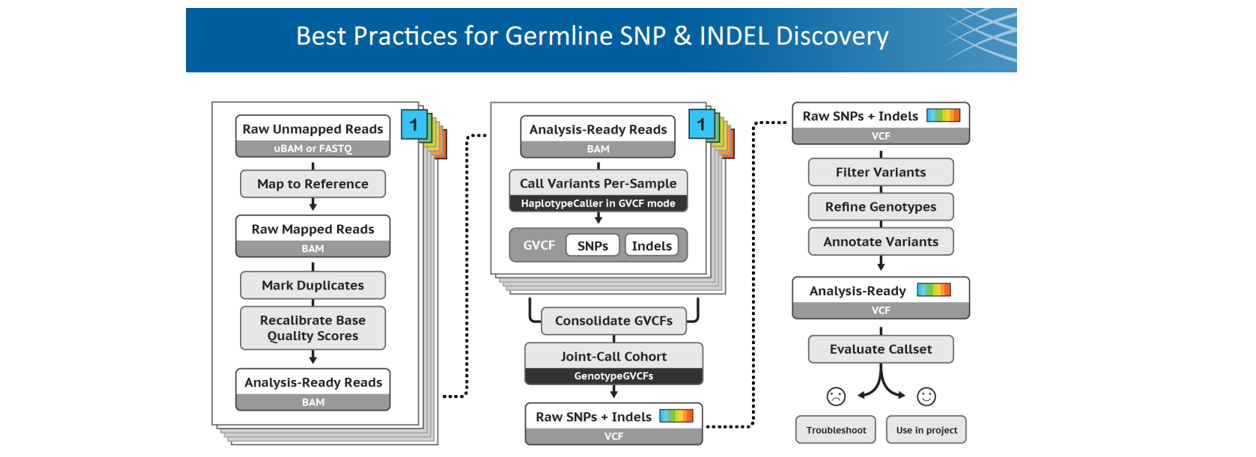 Best Practices for Germline SNP & INDEL Discovery
1
Raw Unmapped Reads
uBAM or FASTQ
Map to Reference
Raw Mapped Reads
BAM
Mark Duplicates
Recalibrate Base
Quality Scores
Analysis-Ready Reads
BAM
1
Analysis-Ready Reads
BAM
Call Variants Per-Sample
HaplotypeCaller in GVCF mode
GVCF SNPs Indels
Consolidate GVCFs
Joint-Call Cohort
GenotypeGVCFs
Raw SNPs + Indels
VCF
Raw SNPs + Indels
VCF
Filter Variants
Refine Genotypes
Annotate Variants
Analysis-Ready
VCF
Evaluate Callset
Troubleshoot
Use in project